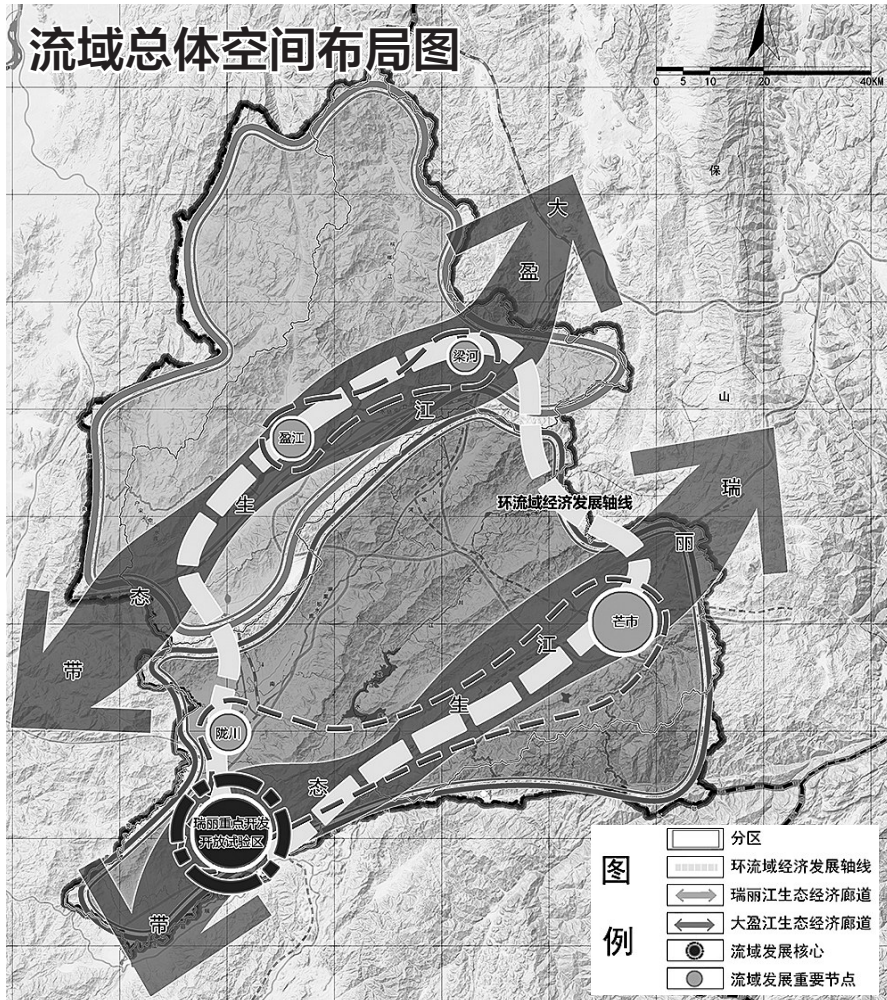 流域总体空间布局图
0 5 10 20 40KM
保
山
大
盈
江
生
态
带
梁河
盈江
环流域经济发展轴线
瑞
丽
江
生
态
带
芒市
陇川
瑞丽重点开发
开放试验区
图例
分区
环流域经济发展轴线
瑞丽江生态经济廊道
大盈江生态经济廊道
流域发展核心
流域发展重要节点